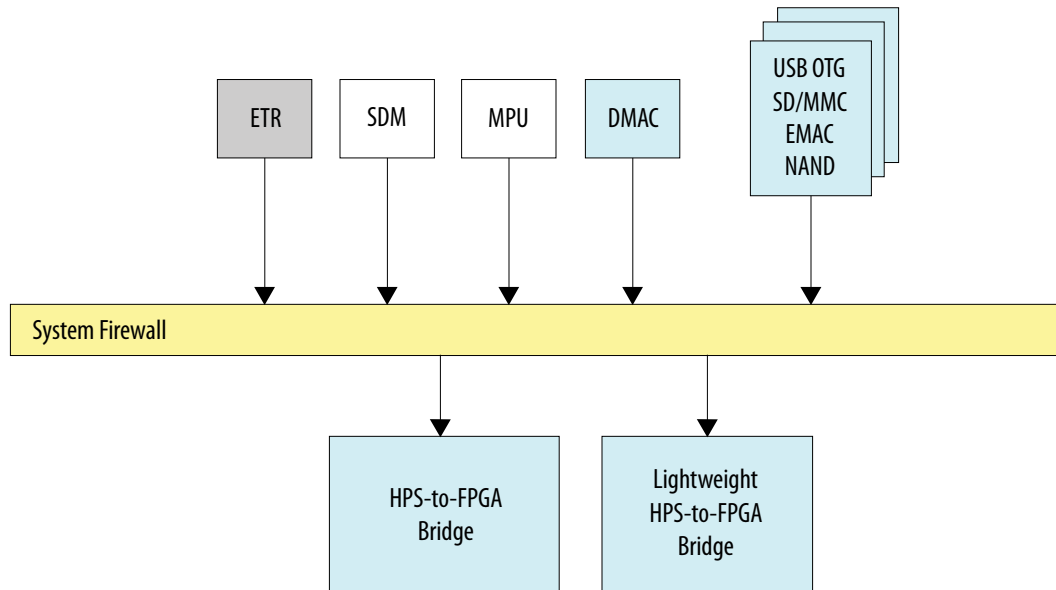 ETR
SDM
MPU
DMAC
USB OTG
SD/MMC
EMAC
NAND
System Firewall
HPS-to-FPGA
Bridge
Lightweight
HPS-to-FPGA
Bridge